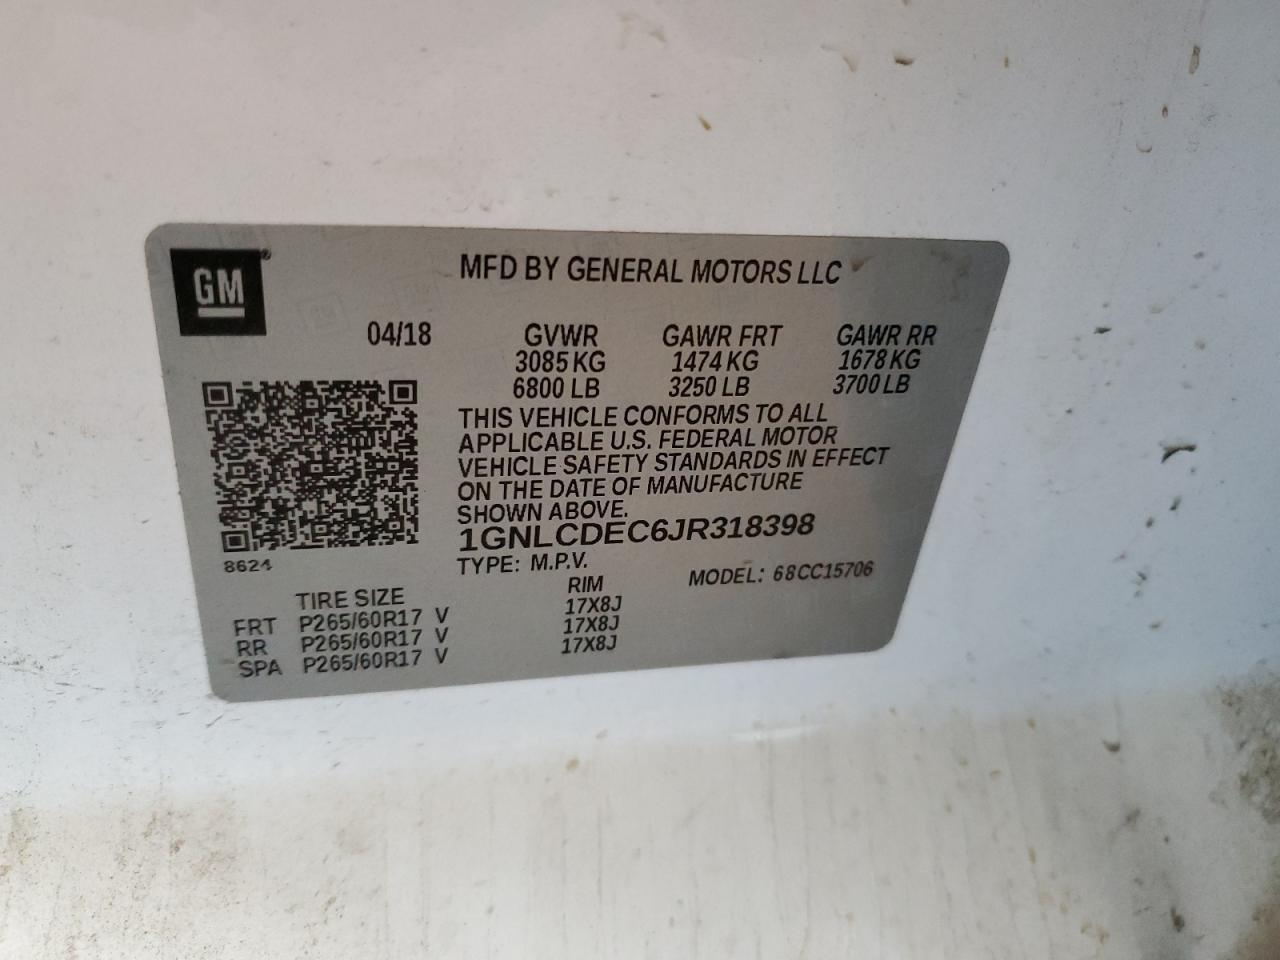 GM
MFD BY GENERAL MOTORS LLC
04/18 GVWR GAWR FRT GAWR RR
3085 KG 1474 KG 1678 KG
6800 LB 3250 LB 3700 LB
THIS VEHICLE CONFORMS TO ALL
APPLICABLE U.S. FEDERAL MOTOR
VEHICLE SAFETY STANDARDS IN EFFECT
ON THE DATE OF MANUFACTURE
SHOWN ABOVE.
1GNLCDEC6JR318398
8624
TYPE: M.P.V. MODEL: 68CC15706
TIRE SIZE RIM
FRT P265/60R17 V 17X8J
RR P265/60R17 V 17X8J
SPA P265/60R17 V 17X8J